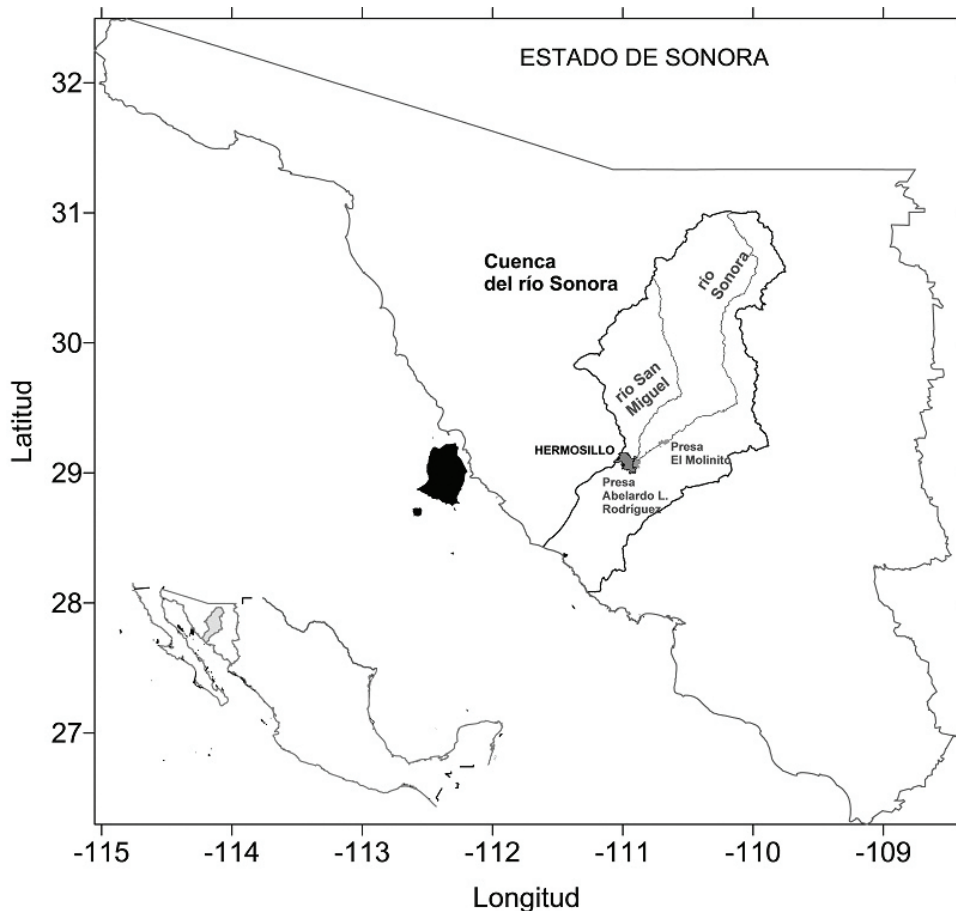 ESTADO DE SONORA
32
31
30
29
28
27
Latitud
Cuenca
del río Sonora
río
Sonora
río San
Miguel
HERMOSILLO
Presa
El Molinito
Presa
Abelardo L.
Rodríguez
-115
-114
-113
-112
-111
-110
-109
Longitud